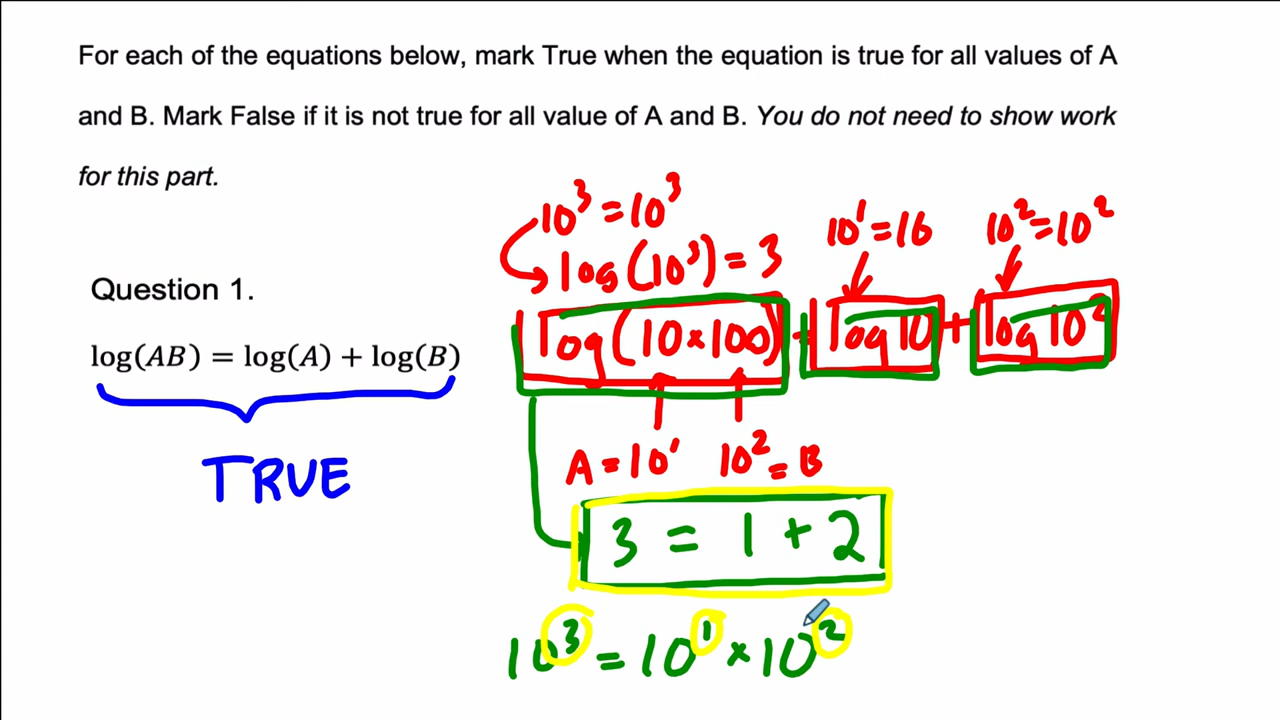 For each of the equations below, mark True when the equation is true for all values of A
and B. Mark False if it is not true for all value of A and B. You do not need to show work
for this part.
10³ = 10³
10¹ = 10
10² = 10²
log(10³) = 3
Question 1.
log(10×100) = log 10 + log 10²
log(AB) = log(A) + log(B)
A = 10¹
10² = B
TRUE
3 = 1 + 2
10³ = 10¹ × 10²